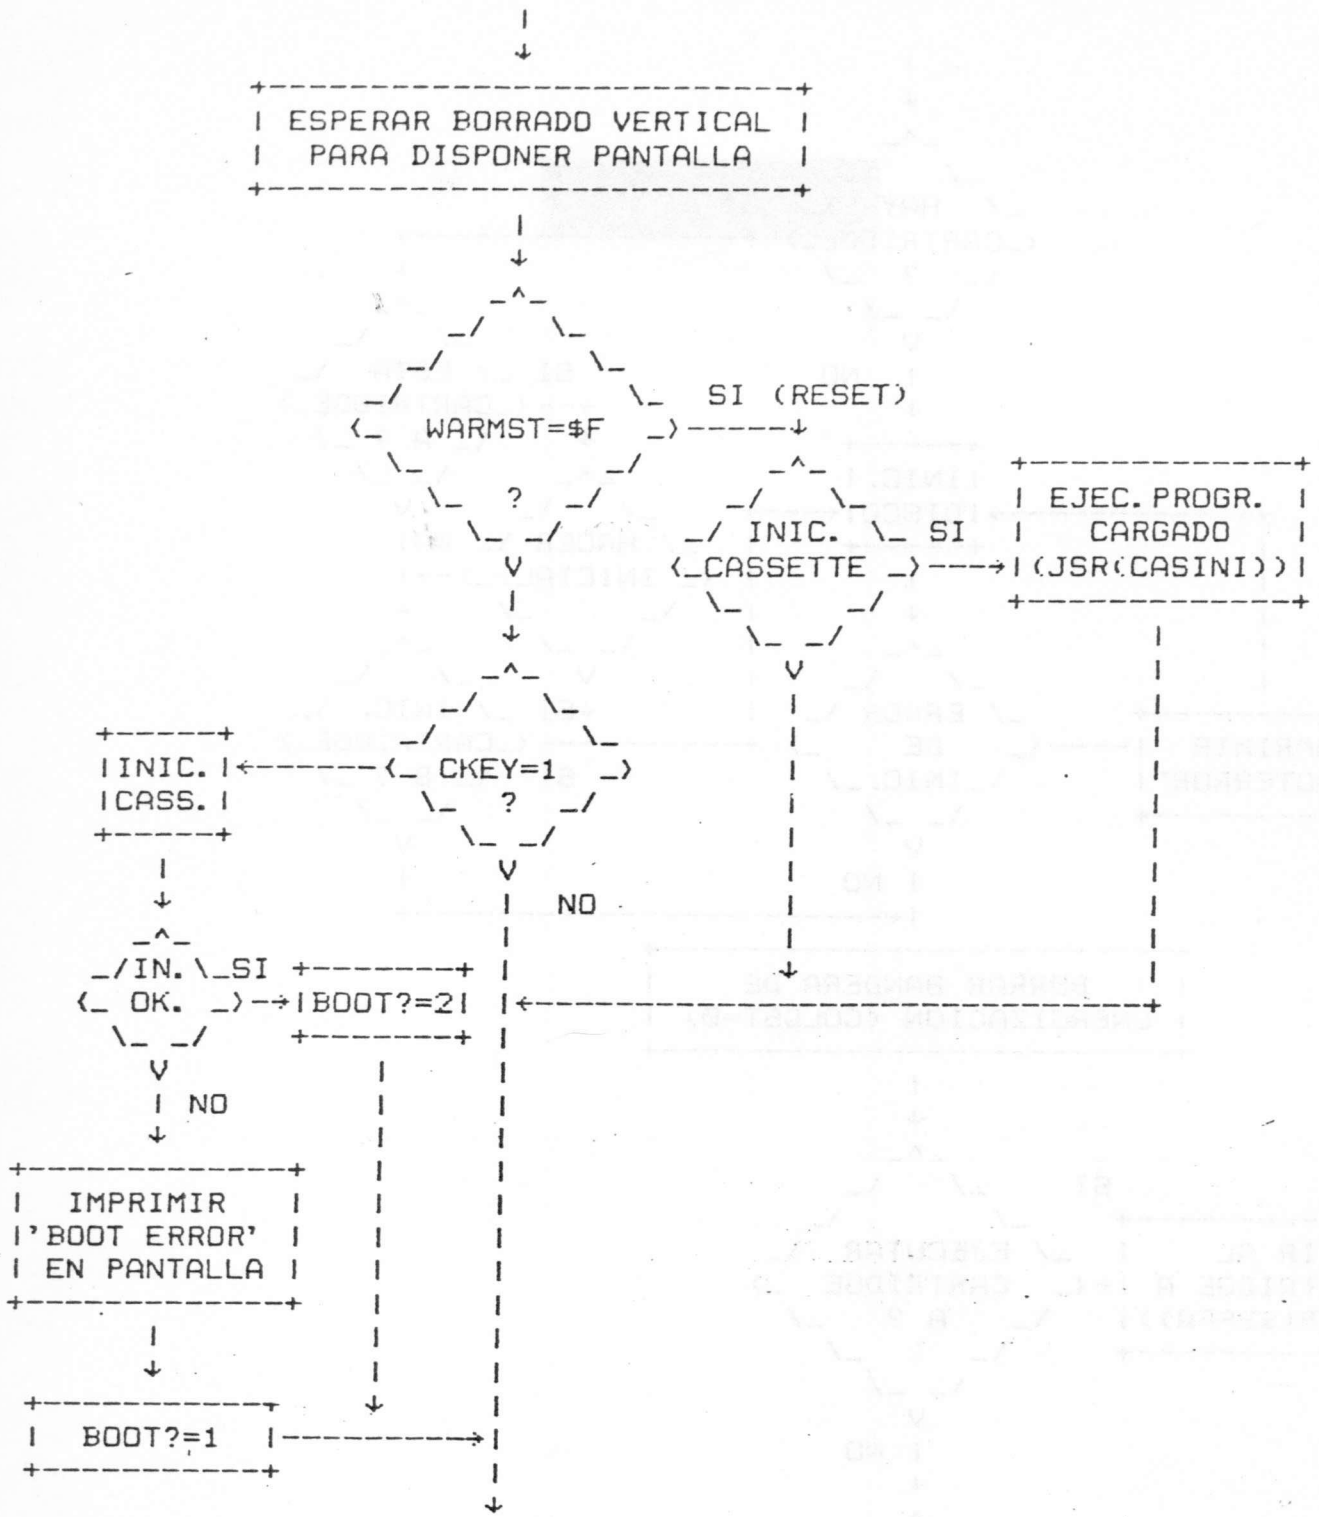 ESPERAR BORRADO VERTICAL
PARA DISPONER PANTALLA
SI (RESET)
WARMST=$F
?
INIC.
CASSETTE
SI
EJEC. PROGR.
CARGADO
(JSR(CASINI))
CKEY=1
?
INIC.
CASS.
NO
IN.
OK.
SI
BOOT?=2
NO
IMPRIMIR
'BOOT ERROR'
EN PANTALLA
BOOT?=1